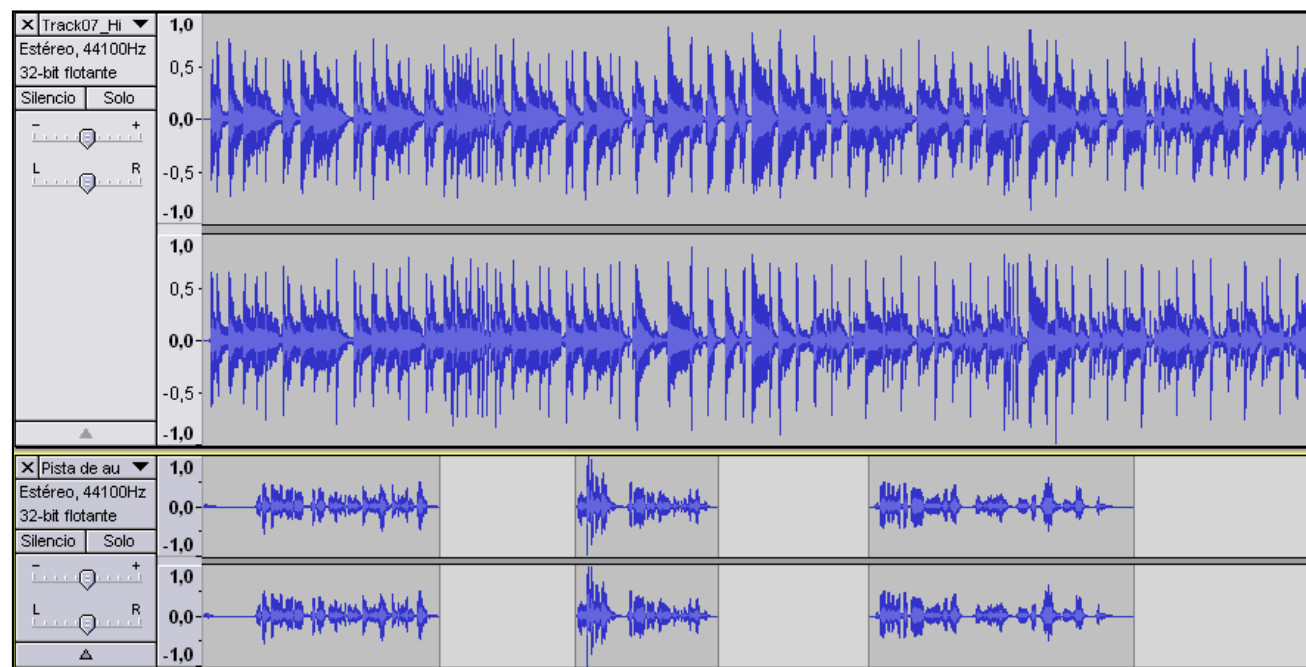 Track07_Hi
Estéreo, 44100Hz
32-bit flotante
Silencio Solo
- +
L R
1,0
0,5
0,0
-0,5
-1,0
1,0
0,5
0,0
-0,5
-1,0
Pista de au
Estéreo, 44100Hz
32-bit flotante
Silencio Solo
- +
L R
1,0
0,0
-1,0
1,0
0,0
-1,0